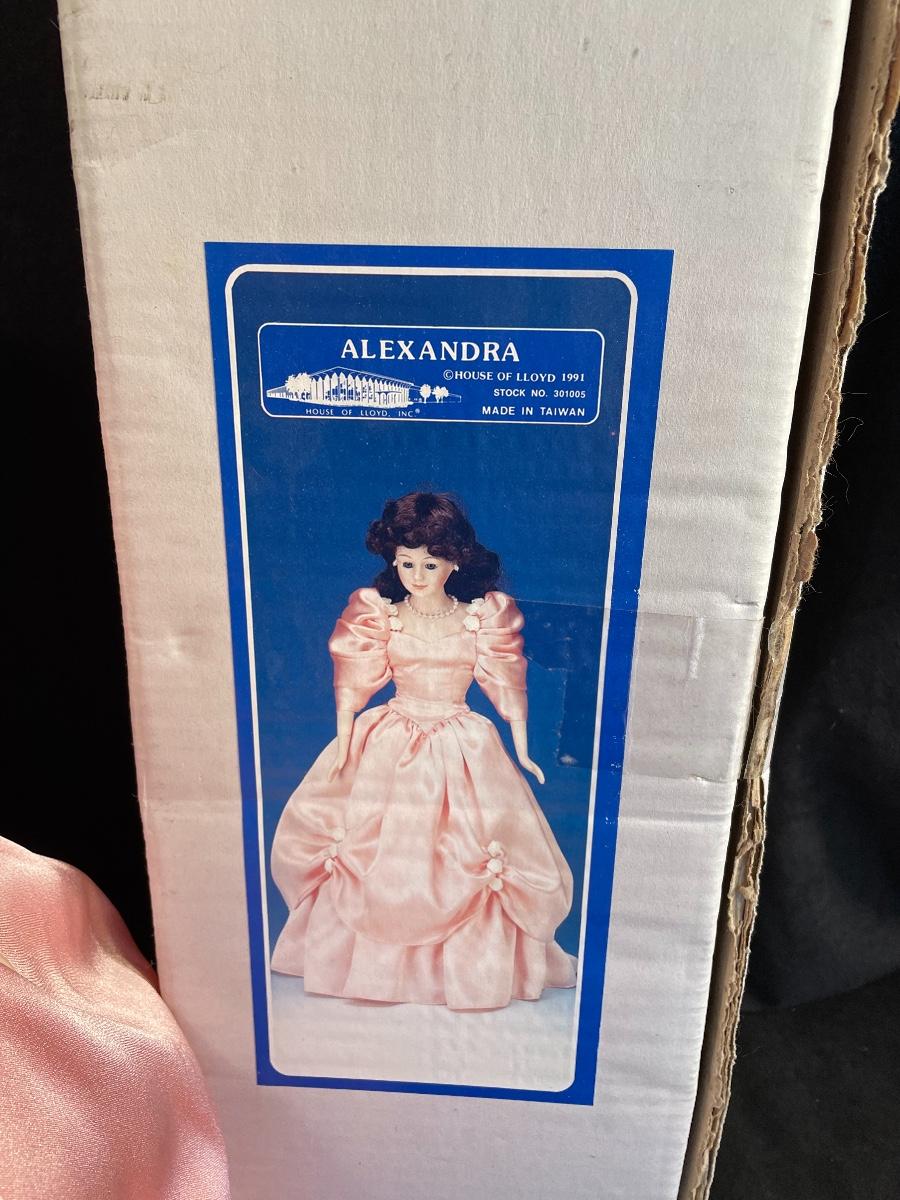 ALEXANDRA
©HOUSE OF LLOYD 1991
STOCK NO. 301005
MADE IN TAIWAN
HOUSE OF LLOYD, INC.®